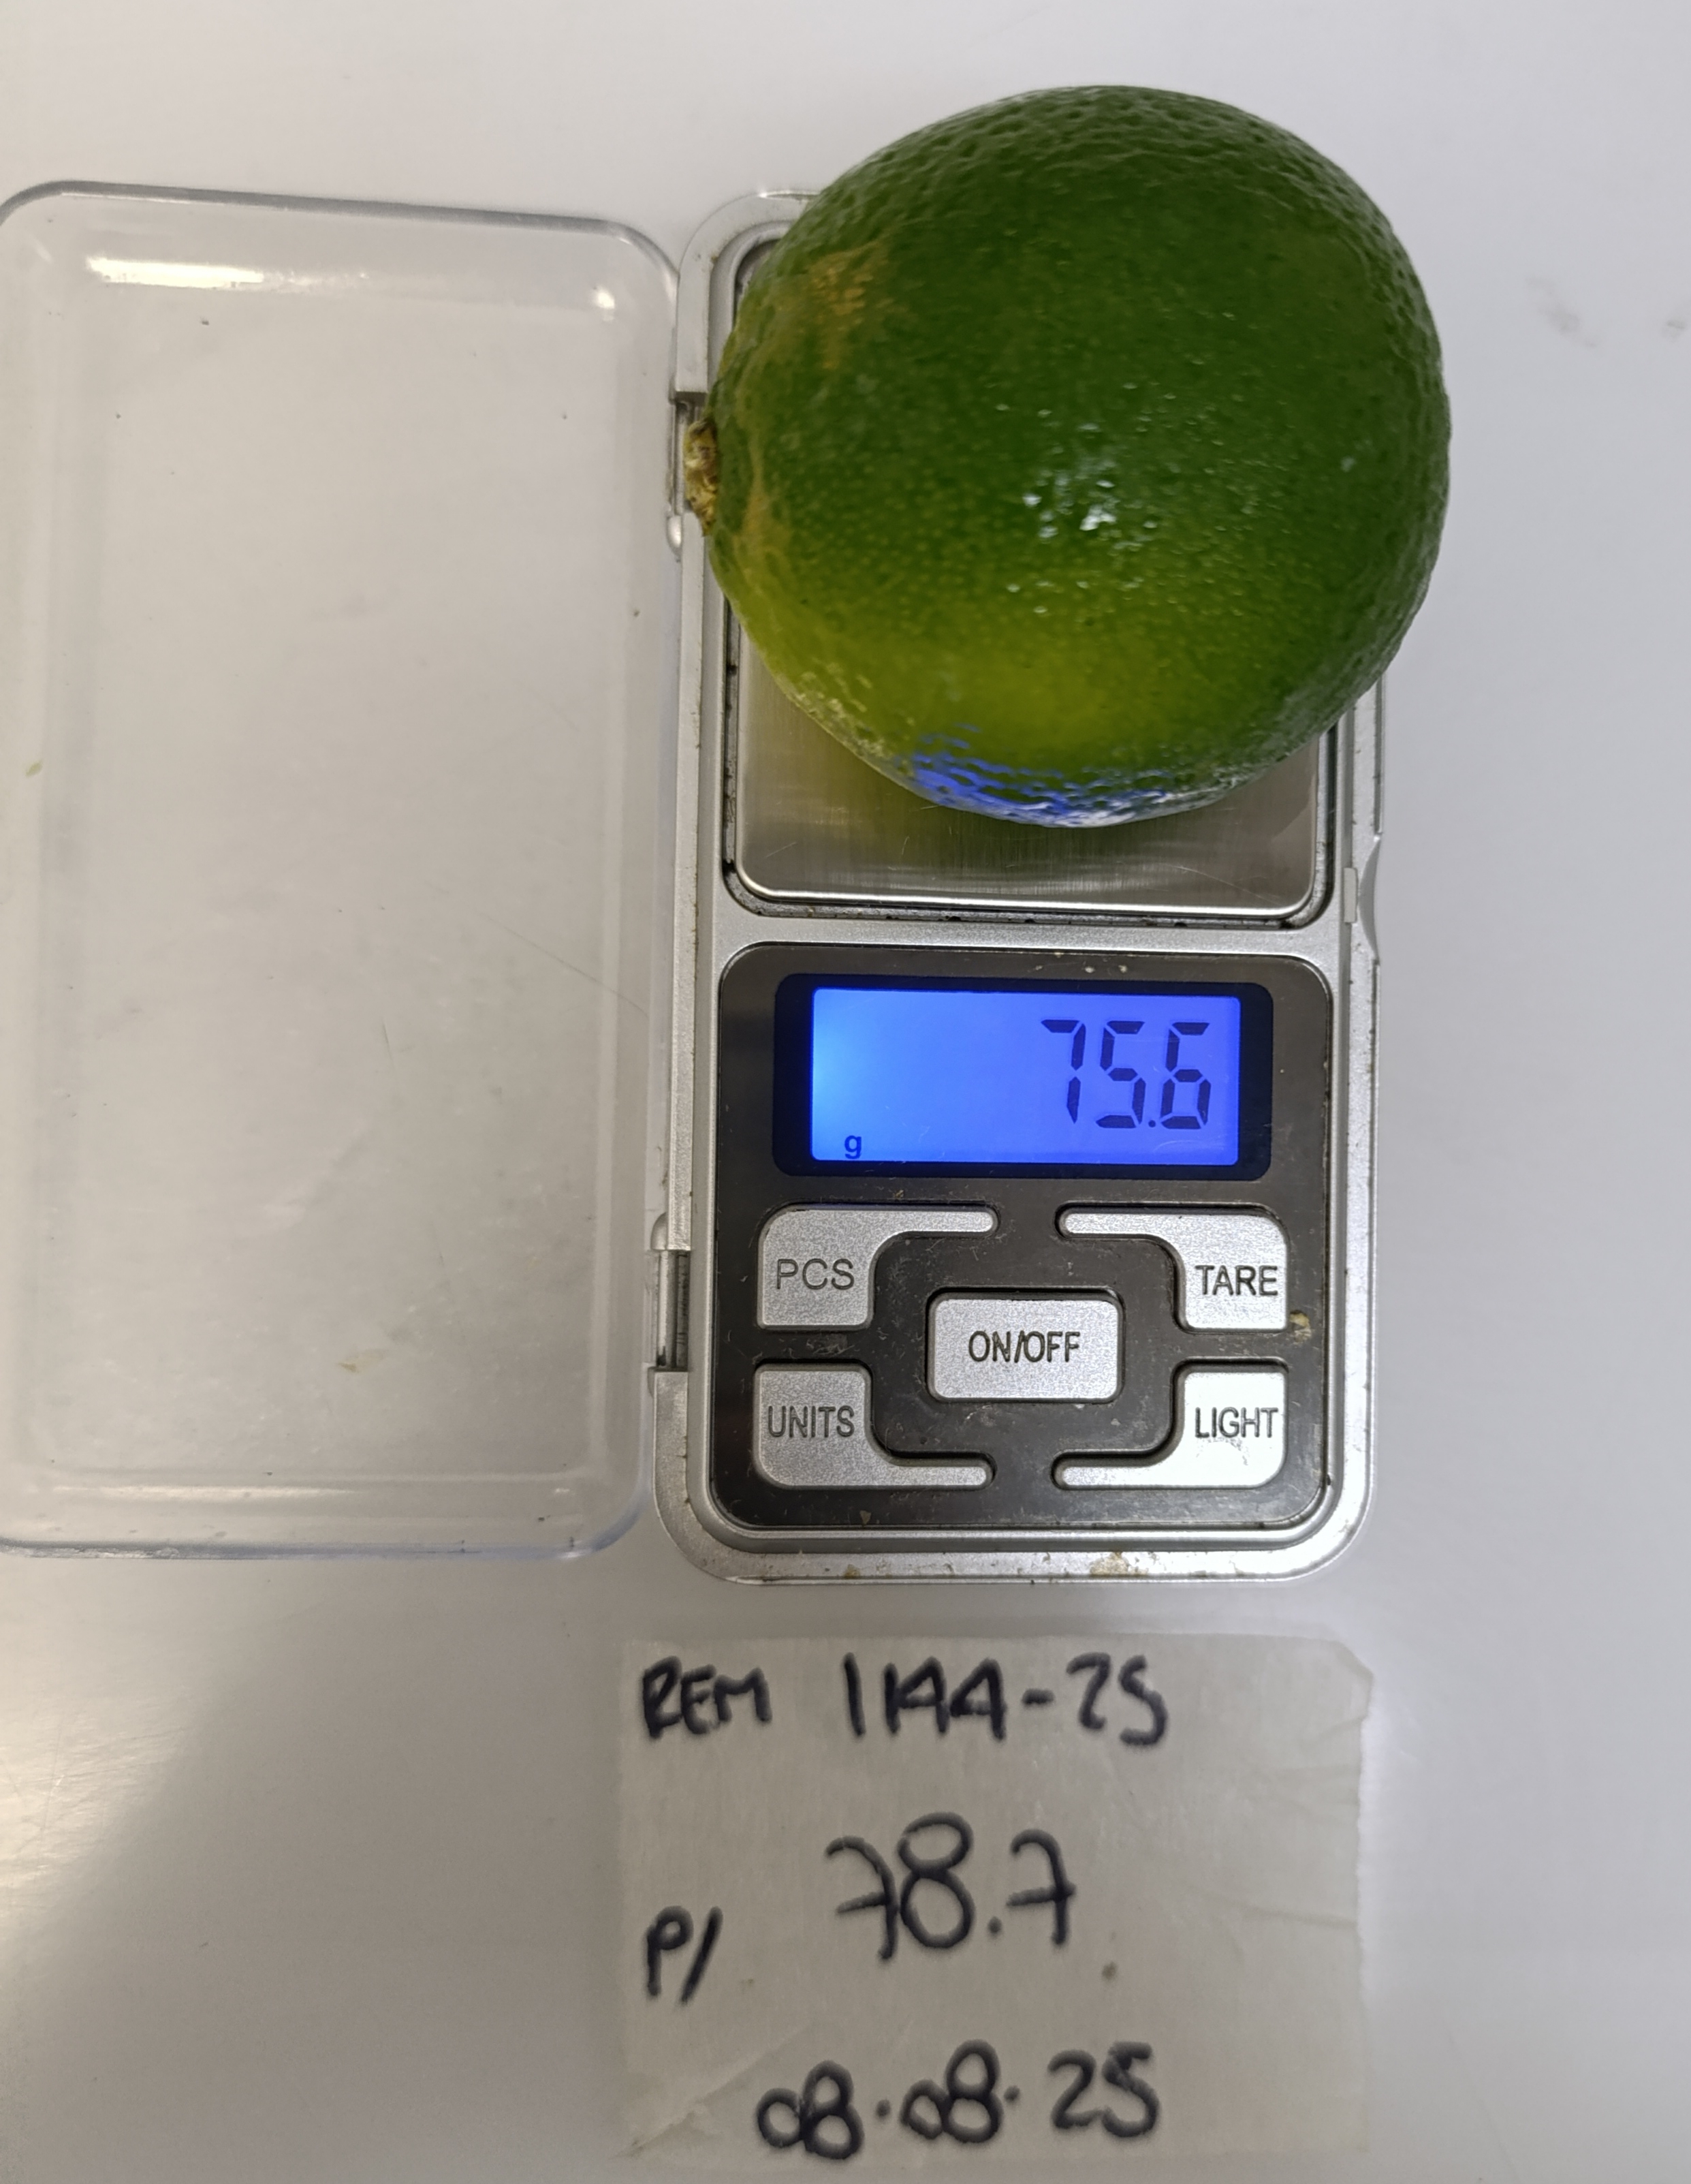 75.6
g
PCS
TARE
ON/OFF
UNITS
LIGHT
REM 1144-25
78.7
P/
08.08.25